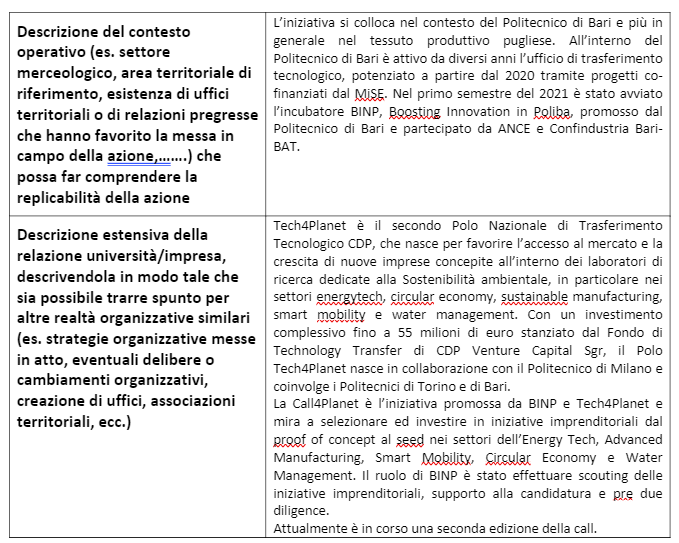 Descrizione del contesto
operativo (es. settore
merceologico, area territoriale di
riferimento, esistenza di uffici
territoriali o di relazioni pregresse
che hanno favorito la messa in
campo della azione,…….) che
possa far comprendere la
replicabilità della azione
L’iniziativa si colloca nel contesto del Politecnico di Bari e più in
generale nel tessuto produttivo pugliese. All’interno del
Politecnico di Bari è attivo da diversi anni l’ufficio di trasferimento
tecnologico, potenziato a partire dal 2020 tramite progetti co-
finanziati dal MiSE. Nel primo semestre del 2021 è stato avviato
l’incubatore BINP, Boosting Innovation in Poliba, promosso dal
Politecnico di Bari e partecipato da ANCE e Confindustria Bari-
BAT.
Descrizione estensiva della
relazione università/impresa,
descrivendola in modo tale che
sia possibile trarre spunto per
altre realtà organizzative similari
(es. strategie organizzative messe
in atto, eventuali delibere o
cambiamenti organizzativi,
creazione di uffici, associazioni
territoriali, ecc.)
Tech4Planet è il secondo Polo Nazionale di Trasferimento
Tecnologico CDP, che nasce per favorire l’accesso al mercato e la
crescita di nuove imprese concepite all’interno dei laboratori di
ricerca dedicate alla Sostenibilità ambientale, in particolare nei
settori energytech, circular economy, sustainable manufacturing,
smart mobility e water management. Con un investimento
complessivo fino a 55 milioni di euro stanziato dal Fondo di
Technology Transfer di CDP Venture Capital Sgr, il Polo
Tech4Planet nasce in collaborazione con il Politecnico di Milano e
coinvolge i Politecnici di Torino e di Bari.
La Call4Planet è l’iniziativa promossa da BINP e Tech4Planet e
mira a selezionare ed investire in iniziative imprenditoriali dal
proof of concept al seed nei settori dell’Energy Tech, Advanced
Manufacturing, Smart Mobility, Circular Economy e Water
Management. Il ruolo di BINP è stato effettuare scouting delle
iniziative imprenditoriali, supporto alla candidatura e pre due
diligence.
Attualmente è in corso una seconda edizione della call.